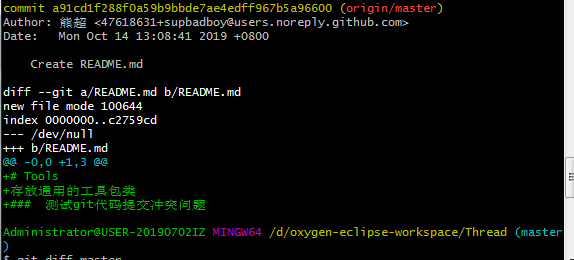 commit a91cd1f288f0a59b9bbde7ae4edff967b5a96600 (origin/master)
Author: 熊超 <47618631+supbadboy@users.noreply.github.com>
Date:   Mon Oct 14 13:08:41 2019 +0800
    Create README.md
diff --git a/README.md b/README.md
new file mode 100644
index 0000000..c2759cd
--- /dev/null
+++ b/README.md
@@ -0,0 +1,3 @@
+# Tools
+存放通用的工具包类
+###  测试git代码提交冲突问题
Administrator@USER-20190702IZ MINGW64 /d/oxygen-eclipse-workspace/Thread (master
)
$ git diff master